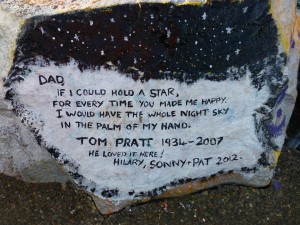 DAD,
IF I COULD HOLD A STAR,
FOR EVERY TIME YOU MADE ME HAPPY.
I WOULD HAVE THE WHOLE NIGHT SKY
IN THE PALM OF MY HAND.
TOM PRATT 1934-2007
HE LOVED IT HERE!
HILARY, SONNY+PAT 2012.